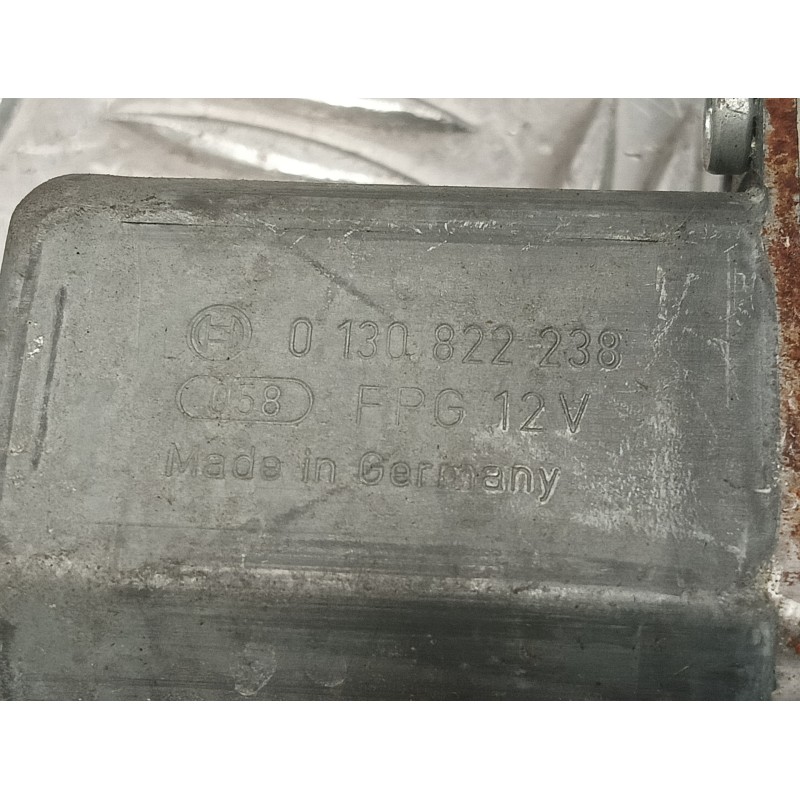 0 130 822 238
058 FPG 12V
Made in Germany